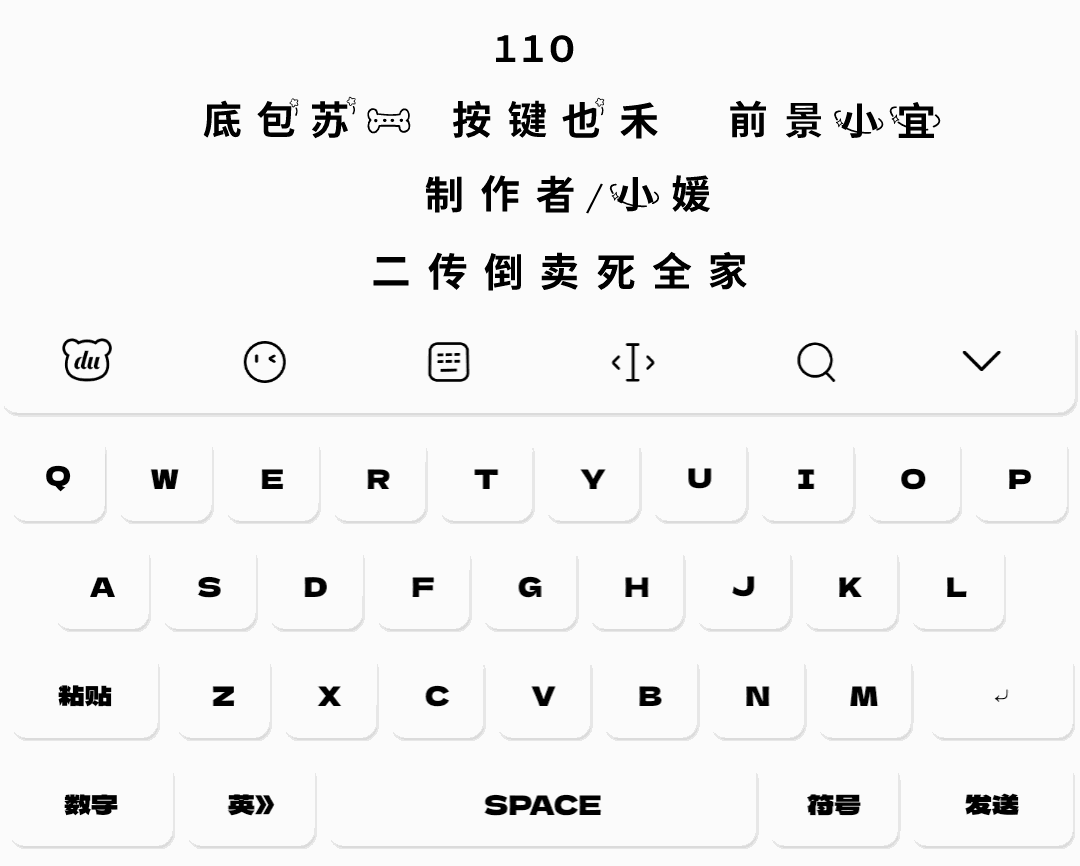 110
底包苏 按键也禾 前景小宜
制作者/小媛
二传倒卖死全家
du
Q W E R T Y U I O P
A S D F G H J K L
粘贴 Z X C V B N M
数字 英》 SPACE 符号 发送